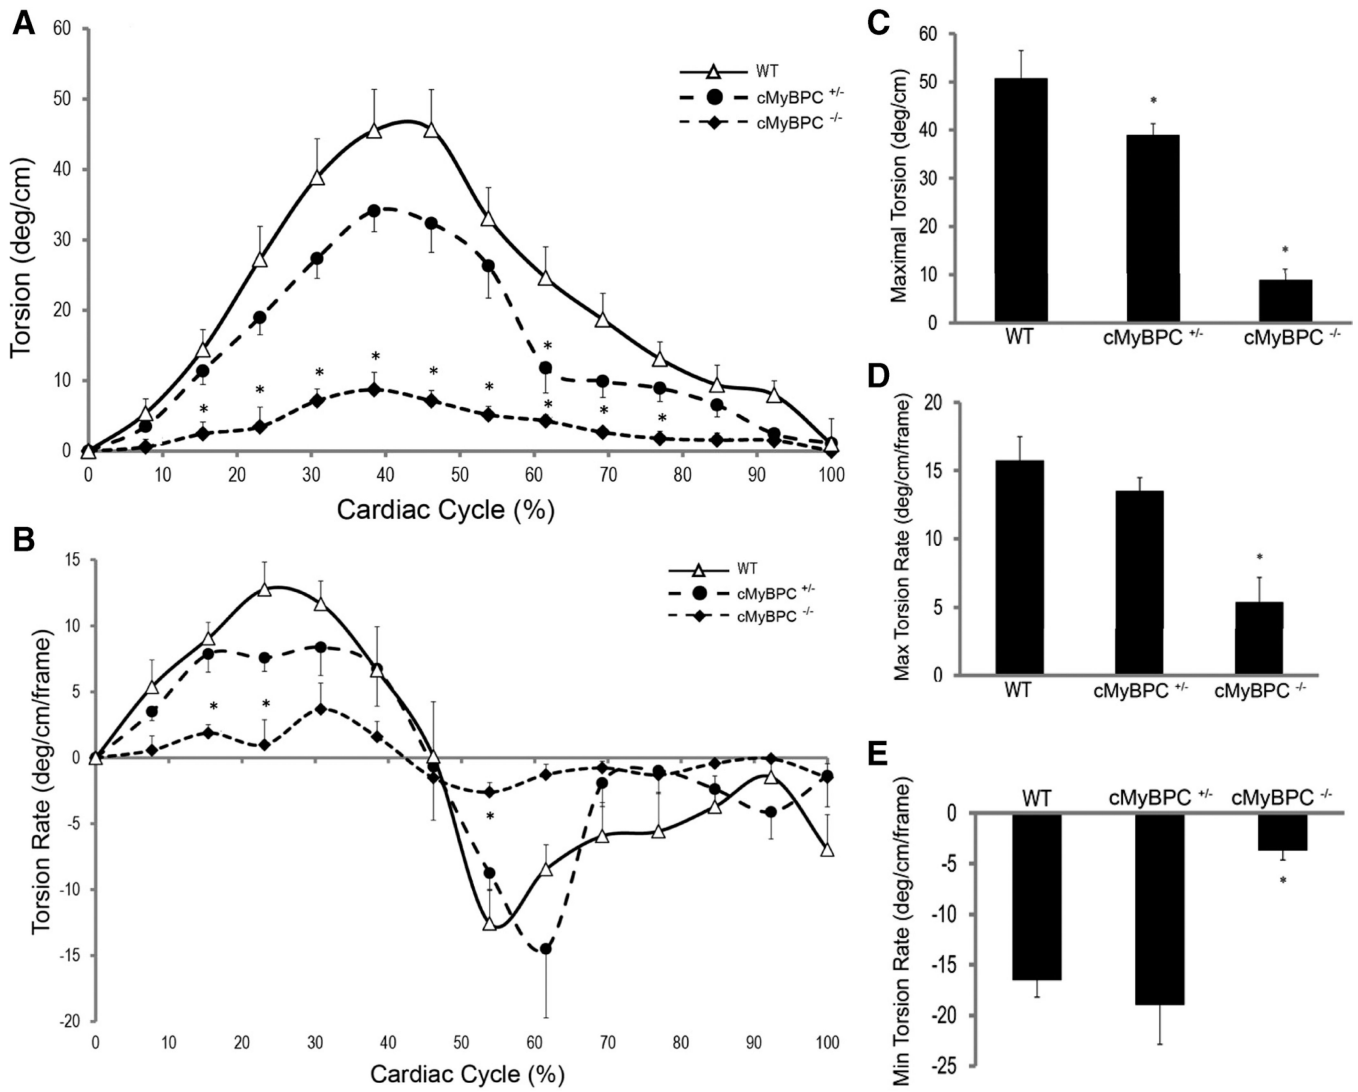 A
60
50
40
30
20
10
0
Torsion (deg/cm)
WT
cMyBPC +/-
cMyBPC -/-
* * * * * * * * * * *
0 10 20 30 40 50 60 70 80 90 100
Cardiac Cycle (%)
B
15
10
5
0
-5
-10
-15
-20
Torsion Rate (deg/cm/frame)
WT
cMyBPC +/-
cMyBPC -/-
* * *
0 10 20 30 40 50 60 70 80 90 100
Cardiac Cycle (%)
C
60
50
40
30
20
10
0
Maximal Torsion (deg/cm)
* *
WT cMyBPC +/- cMyBPC -/-
D
20
15
10
5
0
Max Torsion Rate (deg/cm/frame)
*
WT cMyBPC +/- cMyBPC -/-
E
WT cMyBPC +/- cMyBPC -/-
0
-5
-10
-15
-20
-25
Min Torsion Rate (deg/cm/frame)
*